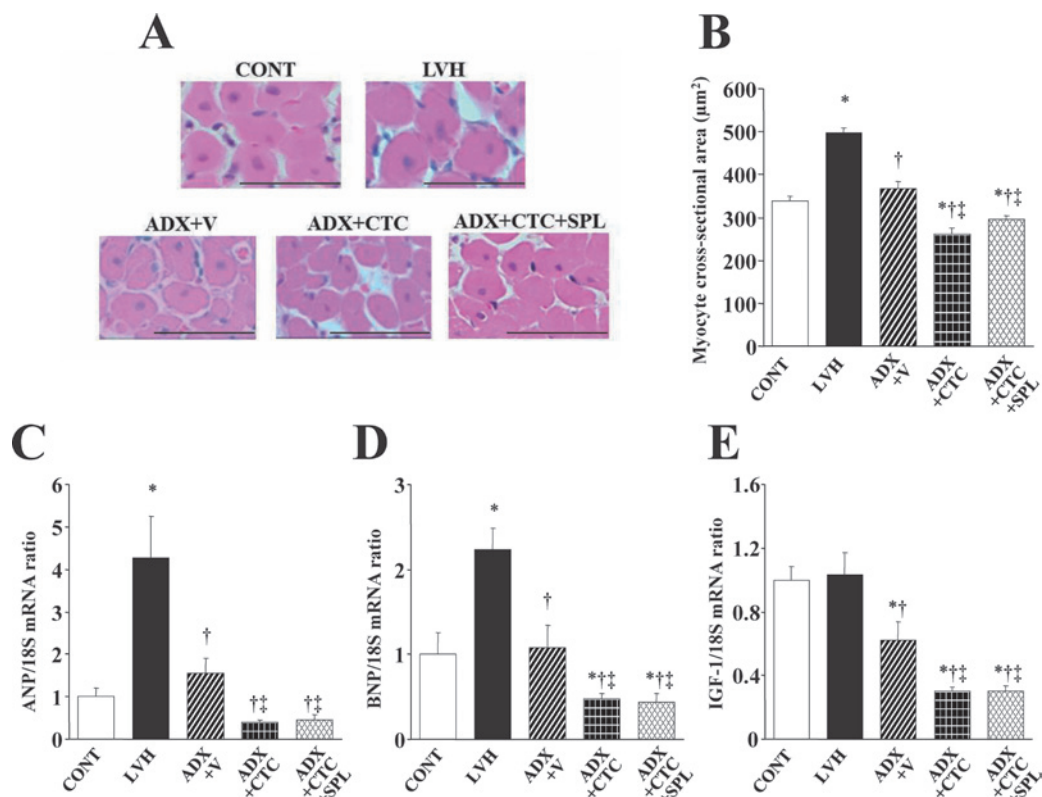 A
CONT
LVH
ADX+V
ADX+CTC
ADX+CTC+SPL
B
Myocyte cross-sectional area (µm²)
600
500
400
300
300
100
0
*
†
*†‡
*†‡
CONT
LVH
ADX
+V
ADX
+CTC
ADX
+CTC
+SPL
C
ANP/18S mRNA ratio
6
5
4
3
2
1
0
*
†
†‡
†‡
CONT
LVH
ADX
+V
ADX
+CTC
ADX
+CTC
+SPL
D
BNP/18S mRNA ratio
3
2
1
0
*
†
*†‡
*†‡
CONT
LVH
ADX
+V
ADX
+CTC
ADX
+CTC
+SPL
E
IGF-1/18S mRNA ratio
1.6
1.2
0.8
0.4
0
*†
*†‡
*†‡
CONT
LVH
ADX
+V
ADX
+CTC
ADX
+CTC
+SPL